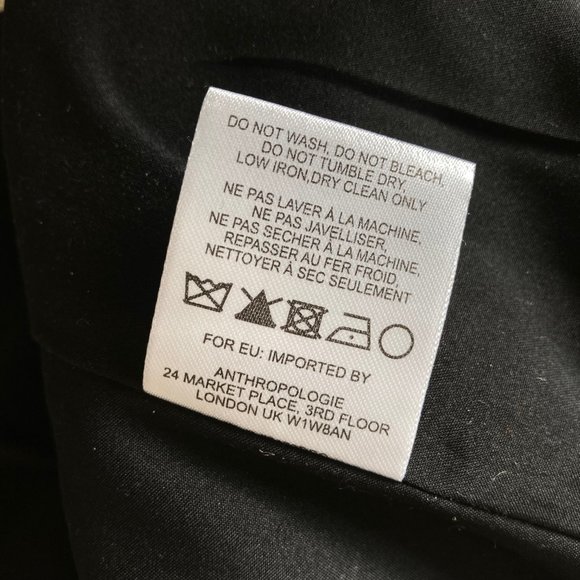 DO NOT WASH, DO NOT BLEACH,
DO NOT TUMBLE DRY,
LOW IRON,DRY CLEAN ONLY
NE PAS LAVER À LA MACHINE,
NE PAS JAVELLISER,
NE PAS SÉCHER À LA MACHINE,
REPASSER AU FER FROID,
NETTOYER À SEC SEULEMENT
FOR EU: IMPORTED BY
ANTHROPOLOGIE
24 MARKET PLACE, 3RD FLOOR
LONDON UK W1W8AN